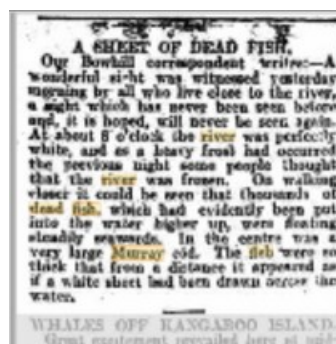 A SHEET OF DEAD FISH.
Our Bowhill correspondent writes:—A
wonderful sight was witnessed yesterday
morning by all who live close to the river,
a sight which has never been seen before
and, it is hoped, will never be seen again.
At about 8 o'clock the river was perfectly
white, and as a heavy frost had occurred
the previous night some people thought
that the river was frozen. On walking
closer it could be seen that thousands of
dead fish, which had evidently been put
into the water higher up, were floating
steadily seawards. In the centre was a
very large Murray cod. The fish were so
thick that from a distance it appeared as
if a white sheet had been drawn across the
water.
WHALES OFF KANGAROO ISLAND.
Great excitement prevailed here at